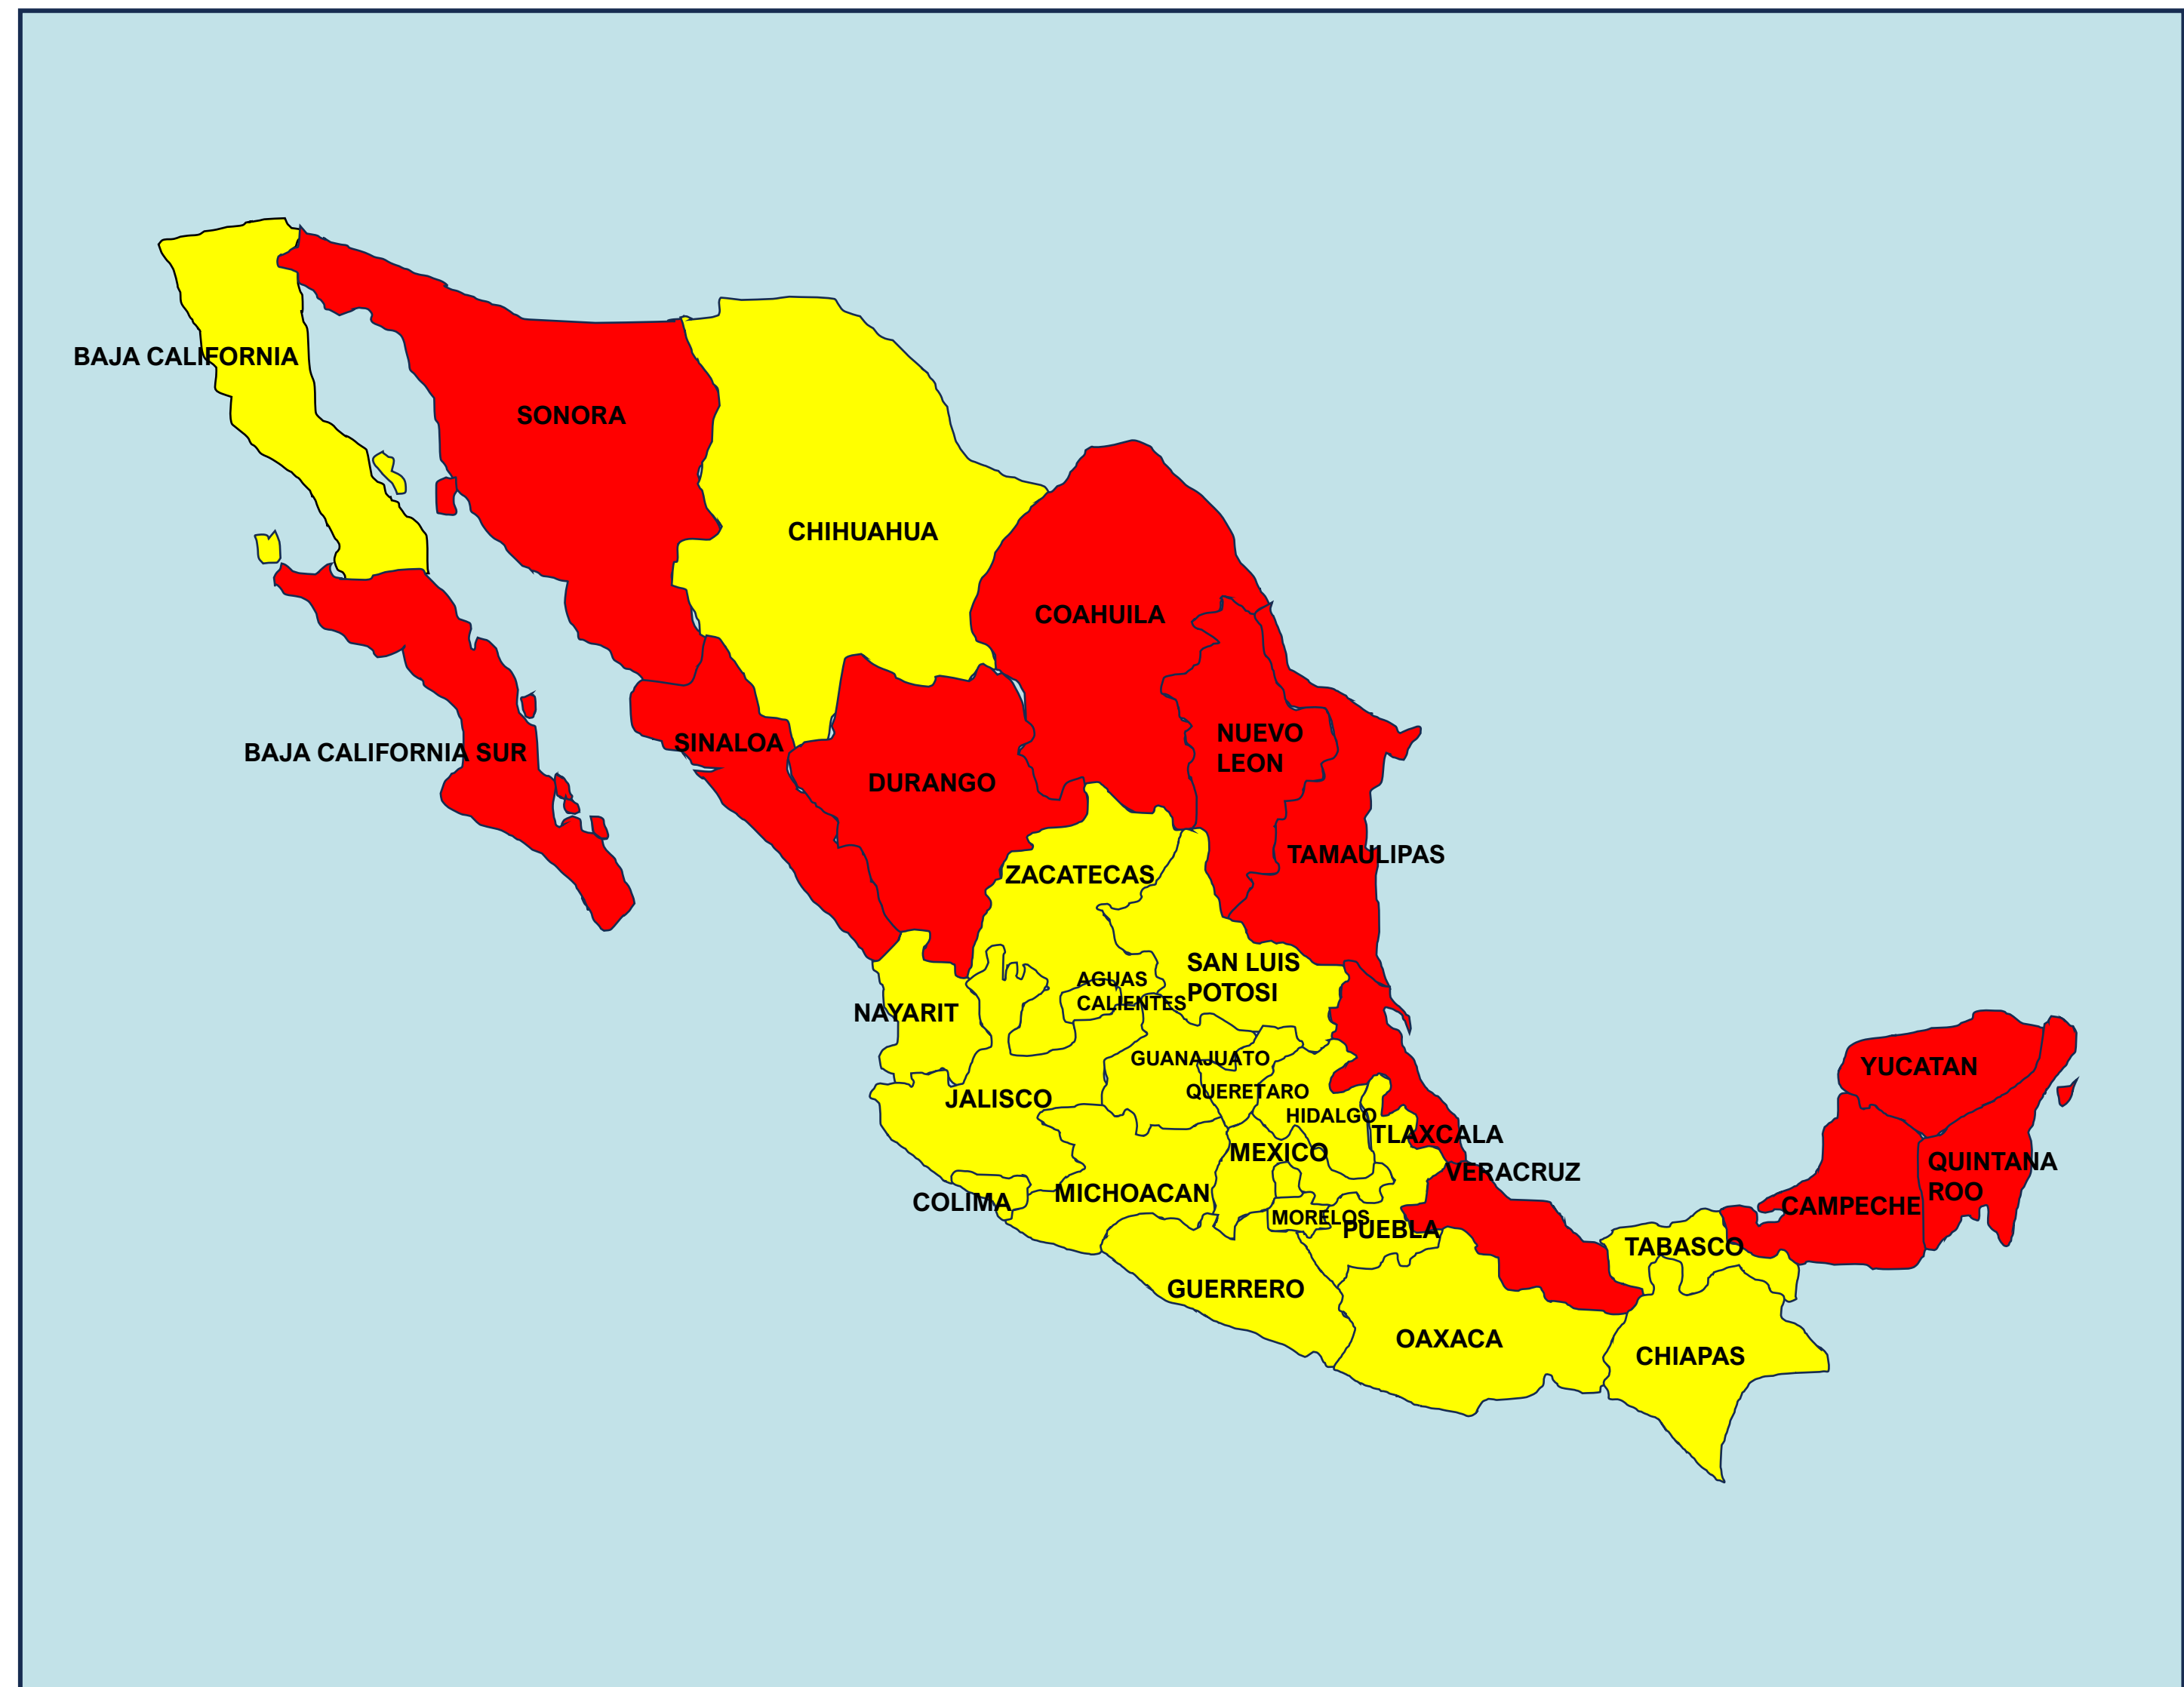 BAJA CALIFORNIA
SONORA
CHIHUAHUA
COAHUILA
NUEVO
LEON
SINALOA
BAJA CALIFORNIA SUR
DURANGO
TAMAULIPAS
ZACATECAS
SAN LUIS
POTOSI
AGUAS
CALIENTES
NAYARIT
GUANAJUATO
YUCATAN
QUERETARO
JALISCO
HIDALGO
TLAXCALA
MEXICO
QUINTANA
ROO
VERACRUZ
MICHOACAN
COLIMA
CAMPECHE
MORELOS
PUEBLA
TABASCO
GUERRERO
OAXACA
CHIAPAS